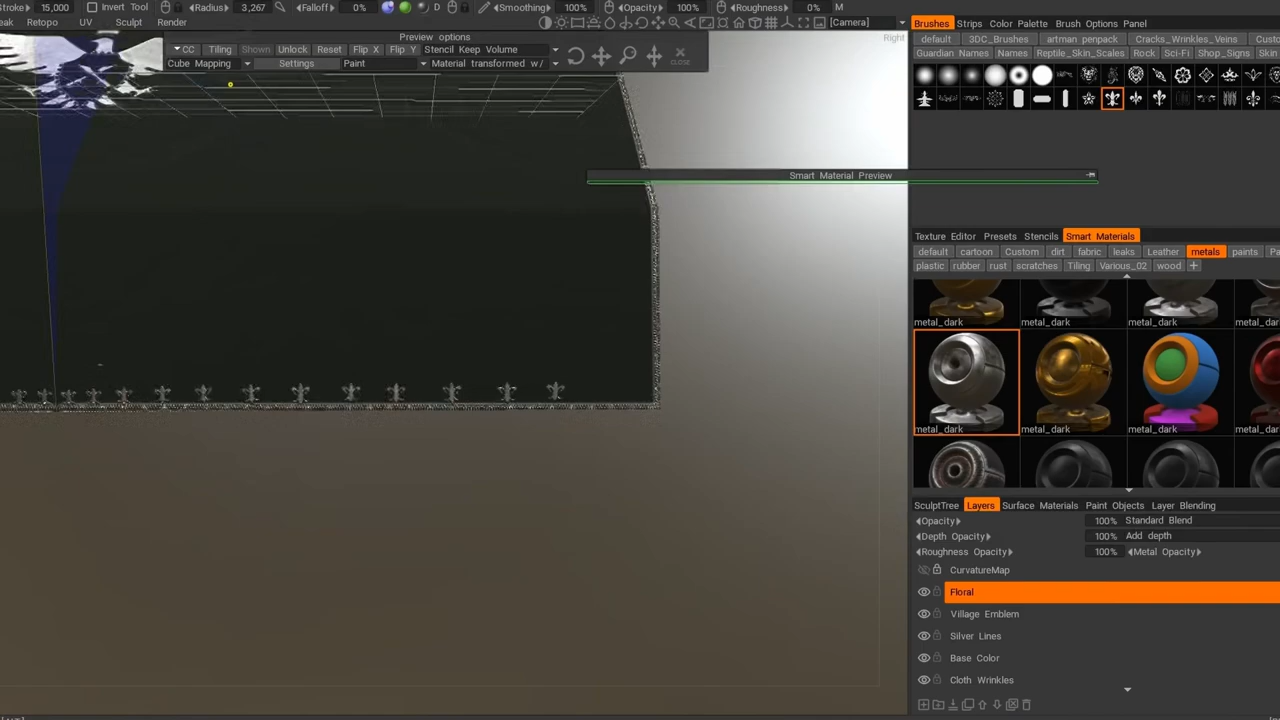 Stroke 15,000 Invert Tool Radius 3,267 Falloff 0% D Smoothing 100% Opacity 100% Roughness 0% M
Retopo UV Sculpt Render
[Camera]
Right
Preview options
CC Tiling Shown Unlock Reset Flip X Flip Y Stencil Keep Volume
Cube Mapping Settings Paint Material transformed w/
CLOSE
Smart Material Preview
Brushes Strips Color Palette Brush Options Panel
default 3DC_Brushes artman penpack Cracks_Wrinkles_Veins Custo
Guardian Names Names Reptile_Skin_Scales Rock Sci-Fi Shop_Signs Skin
Texture Editor Presets Stencils Smart Materials
default cartoon Custom dirt fabric leaks Leather metals paints Pa
plastic rubber rust scratches Tiling Various_02 wood +
metal_dark metal_dark metal_dark
metal_dark metal_dark metal_dark
SculptTree Layers Surface Materials Paint Objects Layer Blending
Opacity 100% Standard Blend
Depth Opacity 100% Add depth
Roughness Opacity 100% Metal Opacity
CurvatureMap
Floral
Village Emblem
Silver Lines
Base Color
Cloth Wrinkles